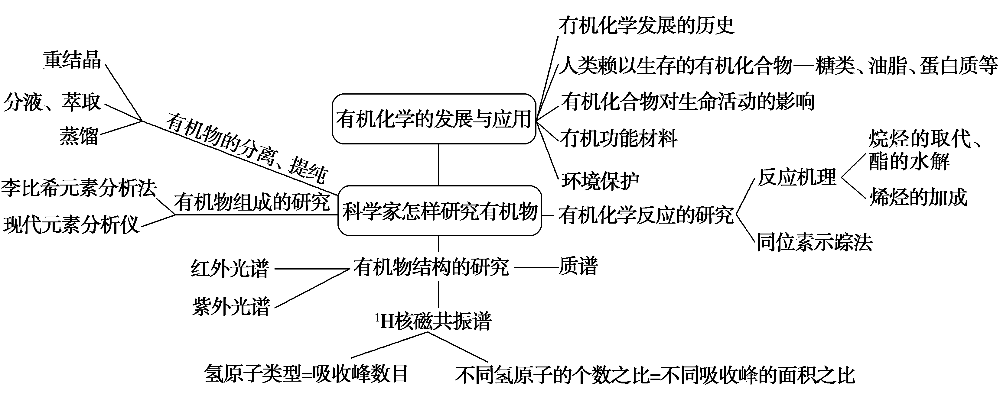 有机化学发展的历史
重结晶
人类赖以生存的有机化合物—糖类、油脂、蛋白质等
分液、萃取
有机化合物对生命活动的影响
有机化学的发展与应用
蒸馏
有机物的分离、提纯
有机功能材料
烷烃的取代、
酯的水解
环境保护
反应机理
李比希元素分析法
有机物组成的研究
烯烃的加成
科学家怎样研究有机物
有机化学反应的研究
现代元素分析仪
同位素示踪法
红外光谱
有机物结构的研究
质谱
紫外光谱
¹H核磁共振谱
氢原子类型=吸收峰数目
不同氢原子的个数之比=不同吸收峰的面积之比